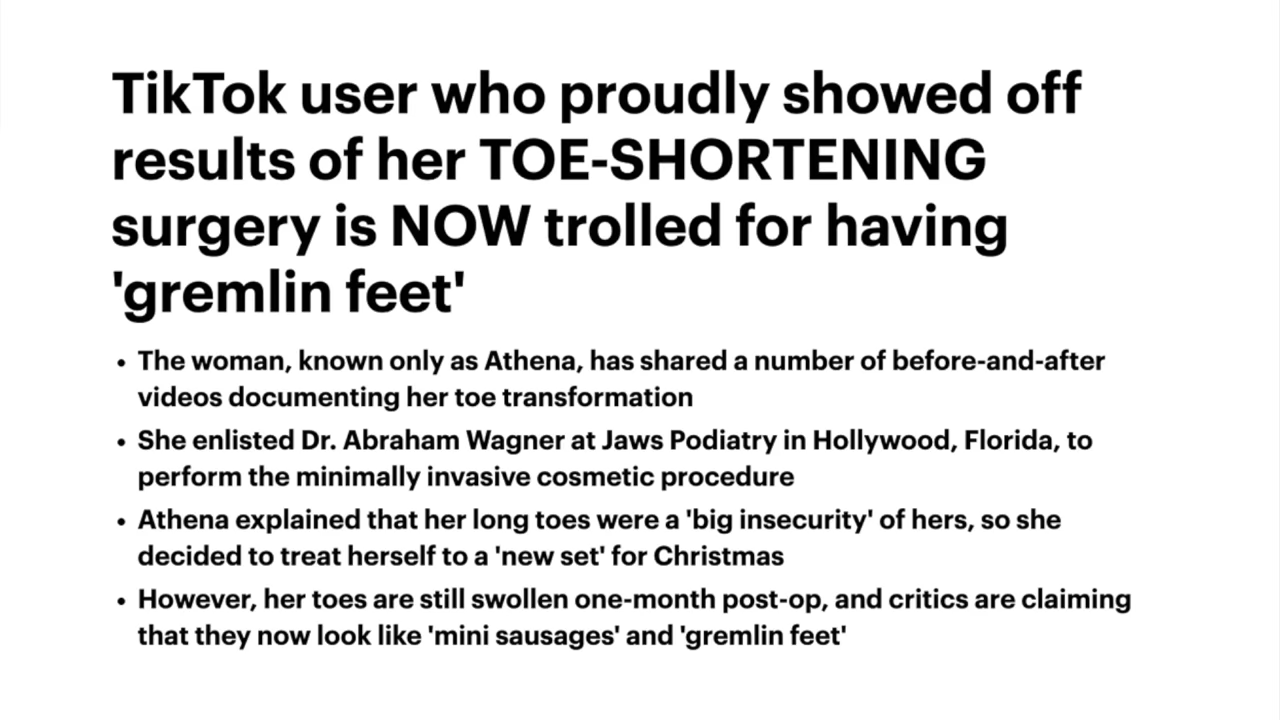 TikTok user who proudly showed off
results of her TOE-SHORTENING
surgery is NOW trolled for having
'gremlin feet'
• The woman, known only as Athena, has shared a number of before-and-after
videos documenting her toe transformation
• She enlisted Dr. Abraham Wagner at Jaws Podiatry in Hollywood, Florida, to
perform the minimally invasive cosmetic procedure
• Athena explained that her long toes were a 'big insecurity' of hers, so she
decided to treat herself to a 'new set' for Christmas
• However, her toes are still swollen one-month post-op, and critics are claiming
that they now look like 'mini sausages' and 'gremlin feet'